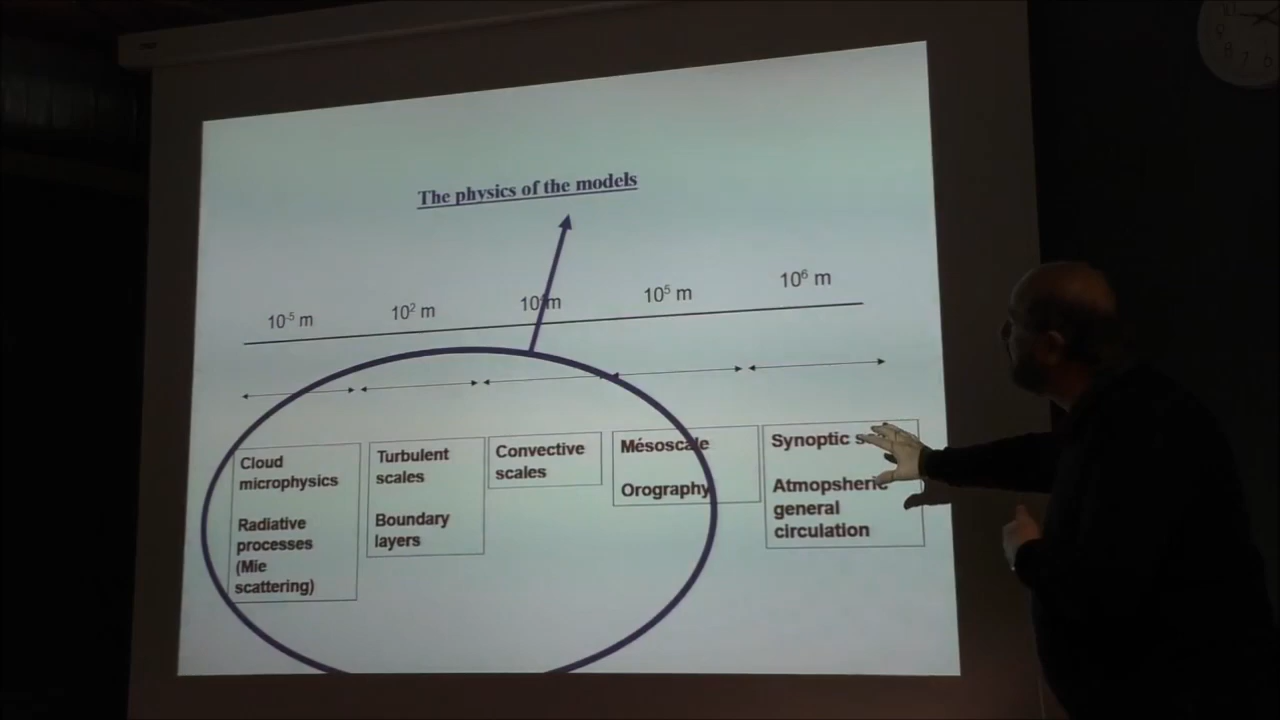 The physics of the models
10⁻⁵ m
10² m
m
10⁵ m
10⁶ m
Cloud
microphysics
Radiative
processes
(Mie
scattering)
Turbulent
scales
Boundary
layers
Convective
scales
Mésoscale
Orography
Synoptic
Atmopsheric
general
circulation